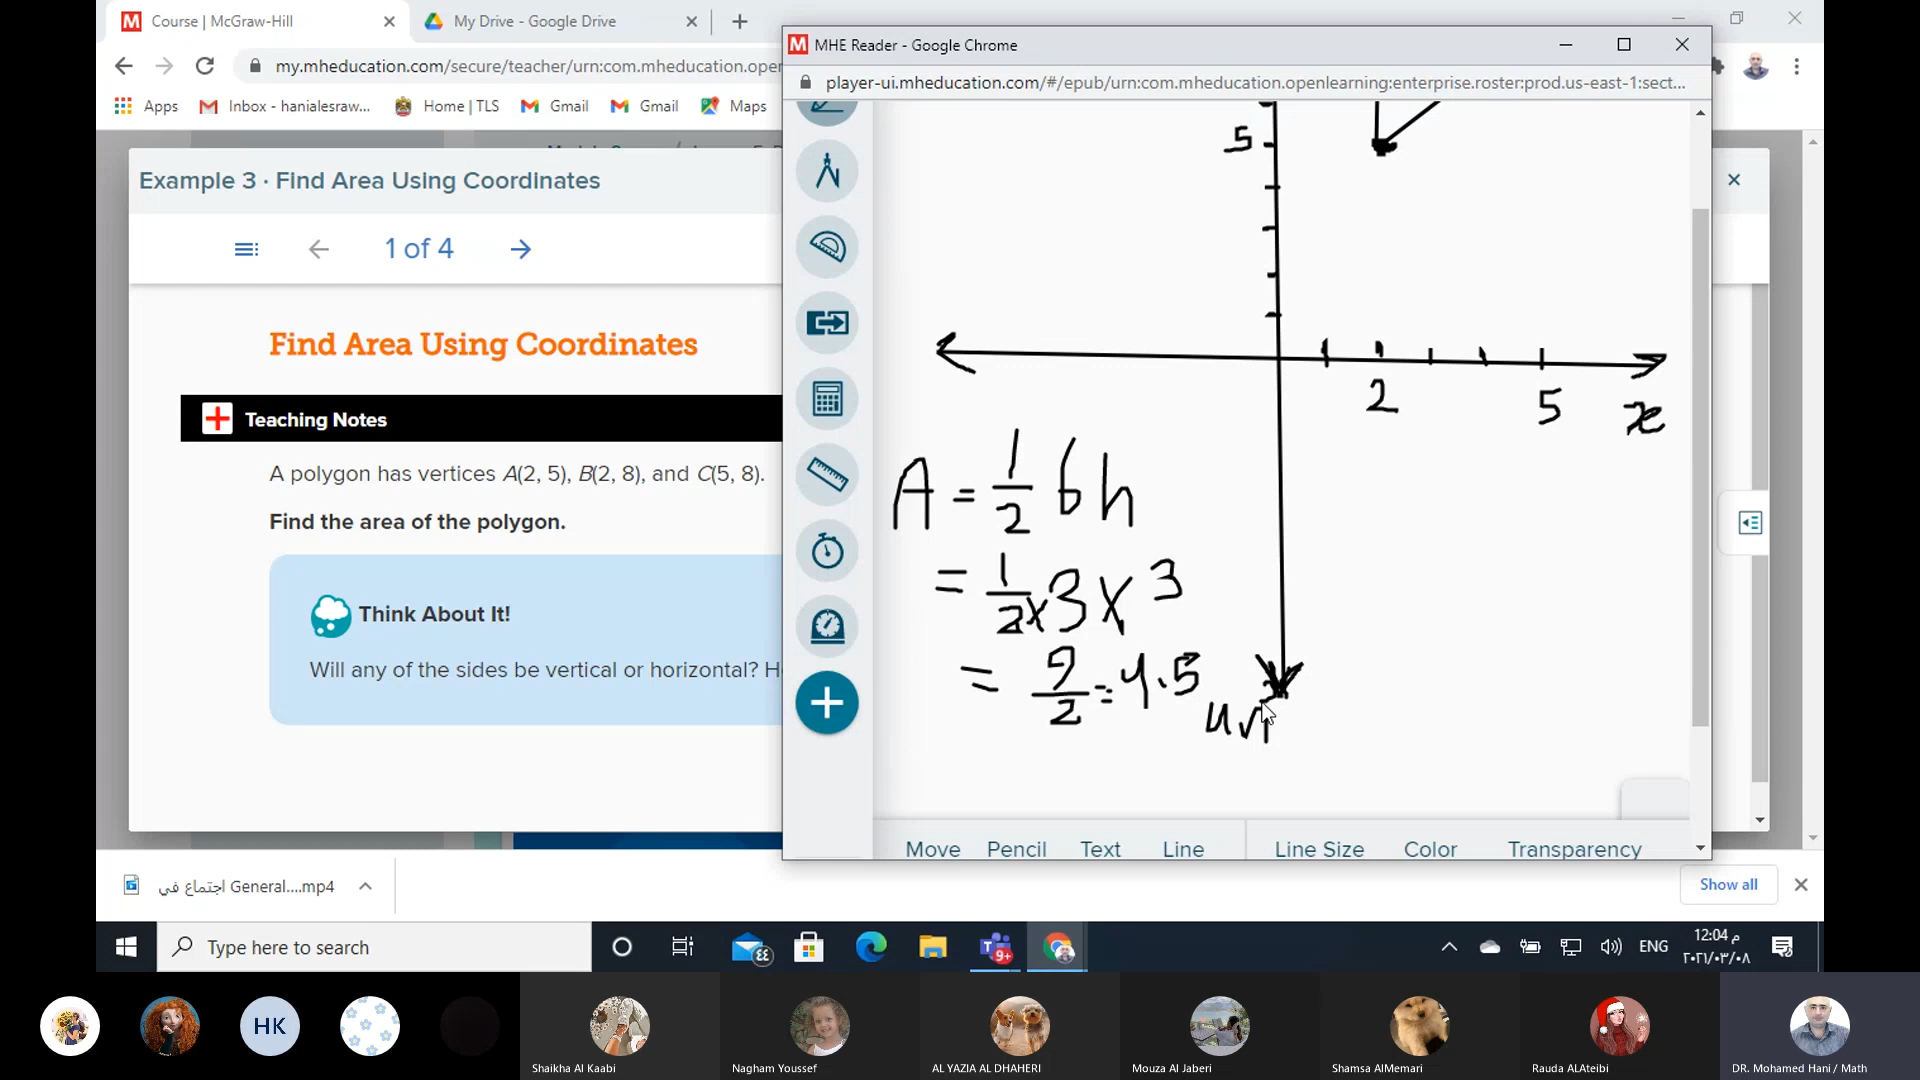 Course | McGraw-Hill
My Drive - Google Drive
my.mheducation.com/secure/teacher/urn:com.mheducation.open
Apps
Inbox - hanialesraw...
Home | TLS
Gmail
Gmail
Maps
MHE Reader - Google Chrome
player-ui.mheducation.com/#/epub/urn:com.mheducation.openlearning:enterprise.roster:prod.us-east-1:sect...
Example 3 · Find Area Using Coordinates
1 of 4
Find Area Using Coordinates
Teaching Notes
A polygon has vertices A(2, 5), B(2, 8), and C(5, 8).
Find the area of the polygon.
Think About It!
Will any of the sides be vertical or horizontal? H
5
2
5
x
A = 1/2 b h
= 1/2 x 3 x 3
= 9/2 = 4.5
Move
Pencil
Text
Line
Line Size
Color
Transparency
اجتماع في General....mp4
Show all
Type here to search
٤٤
9+
ENG
12:04 م
٢٠٢١/٠٣/٠٨
HK
Shaikha Al Kaabi
Nagham Youssef
AL YAZIA AL DHAHERI
Mouza Al Jaberi
Shamsa AlMemari
Rauda ALAteibi
DR. Mohamed Hani / Math